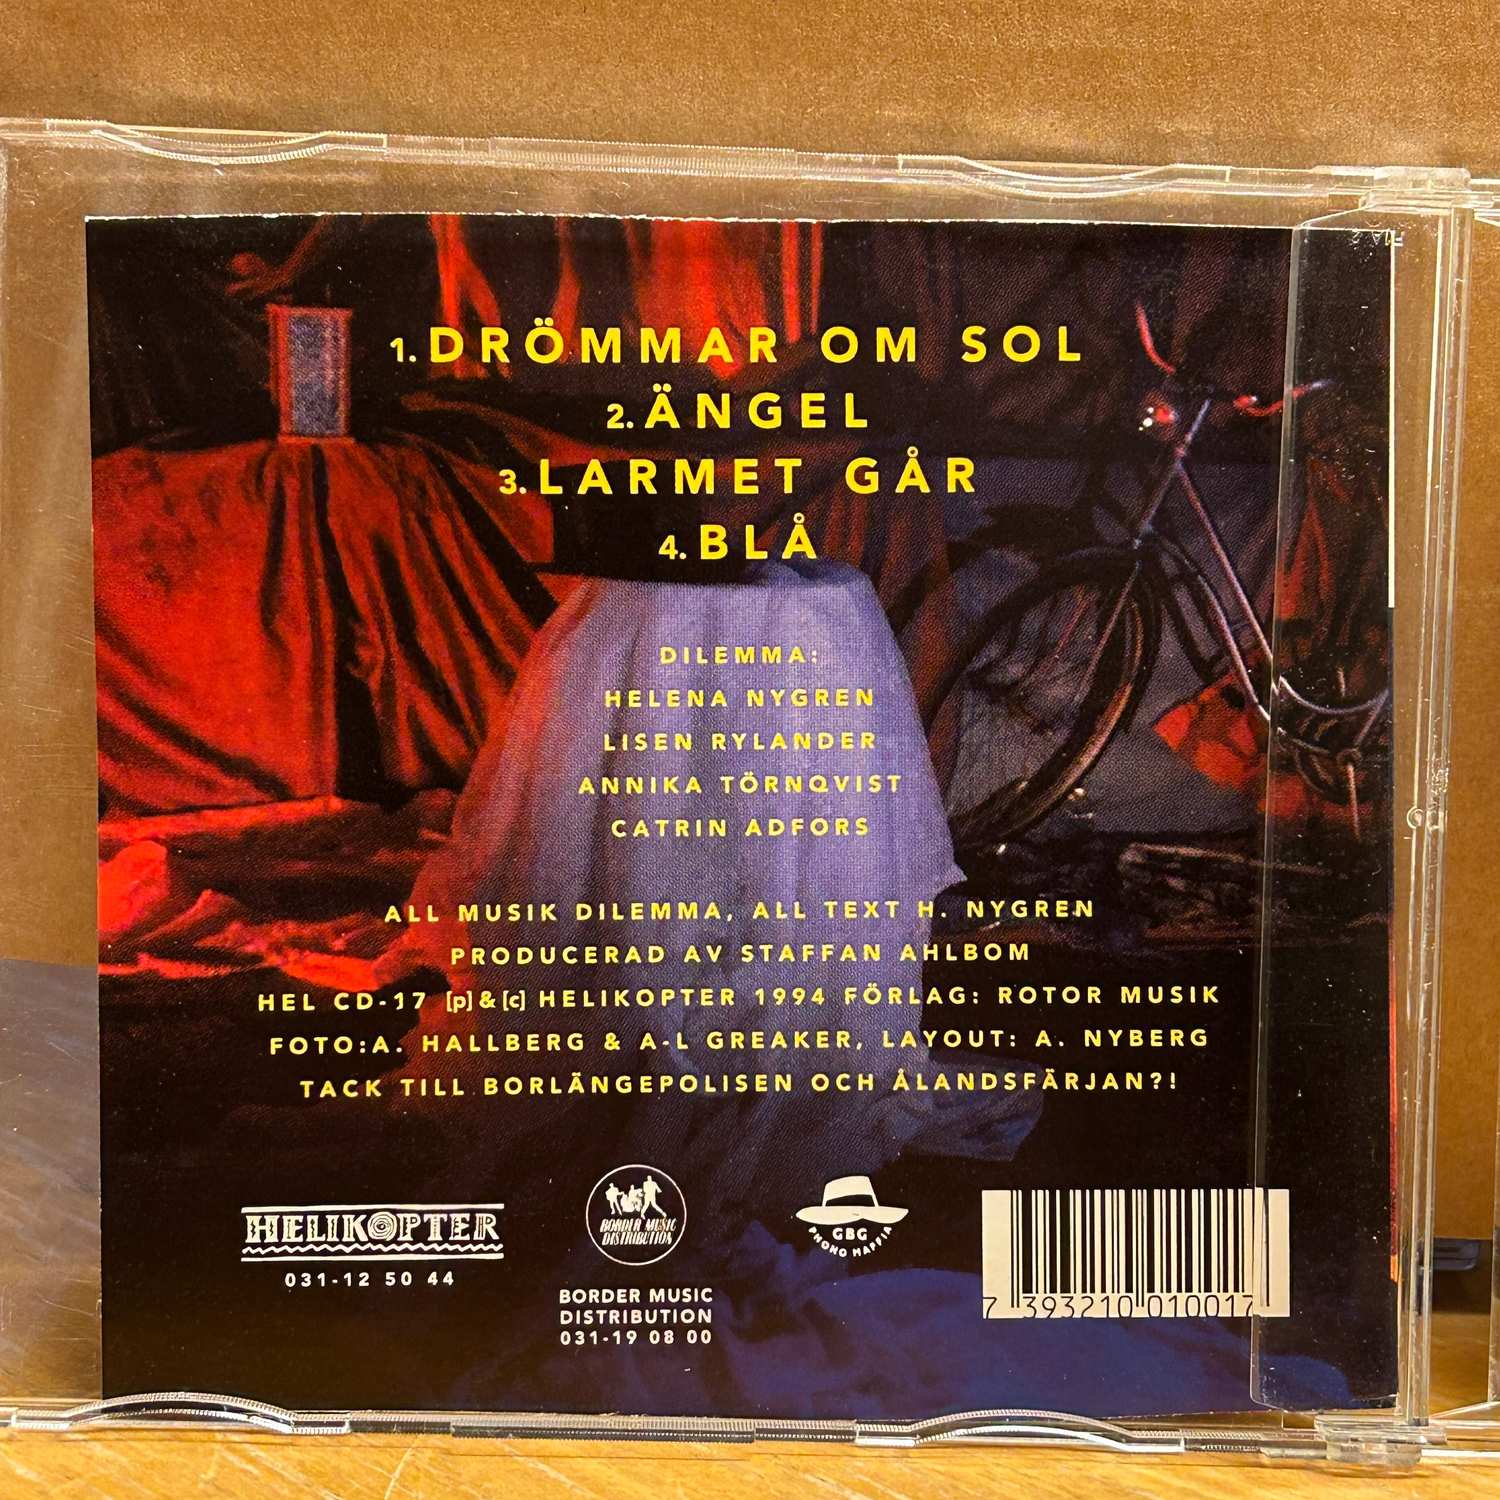 1. DRÖMMAR OM SOL
2. ÄNGEL
3. LARMET GÅR
4. BLÅ
DILEMMA:
HELENA NYGREN
LISEN RYLANDER
ANNIKA TÖRNQVIST
CATRIN ADFORS
ALL MUSIK DILEMMA, ALL TEXT H. NYGREN
PRODUCERAD AV STAFFAN AHLBOM
HEL CD-17 [p] & [c] HELIKOPTER 1994 FÖRLAG: ROTOR MUSIK
FOTO:A. HALLBERG & A-L GREAKER, LAYOUT: A. NYBERG
TACK TILL BORLÄNGEPOLISEN OCH ÅLANDSFÄRJAN?!
HELIKOPTER
031-12 50 44
BORDER MUSIC
DISTRIBUTION
BORDER MUSIC
DISTRIBUTION
031-19 08 00
GBG
PHONO MAFFIA
7 393210 010017